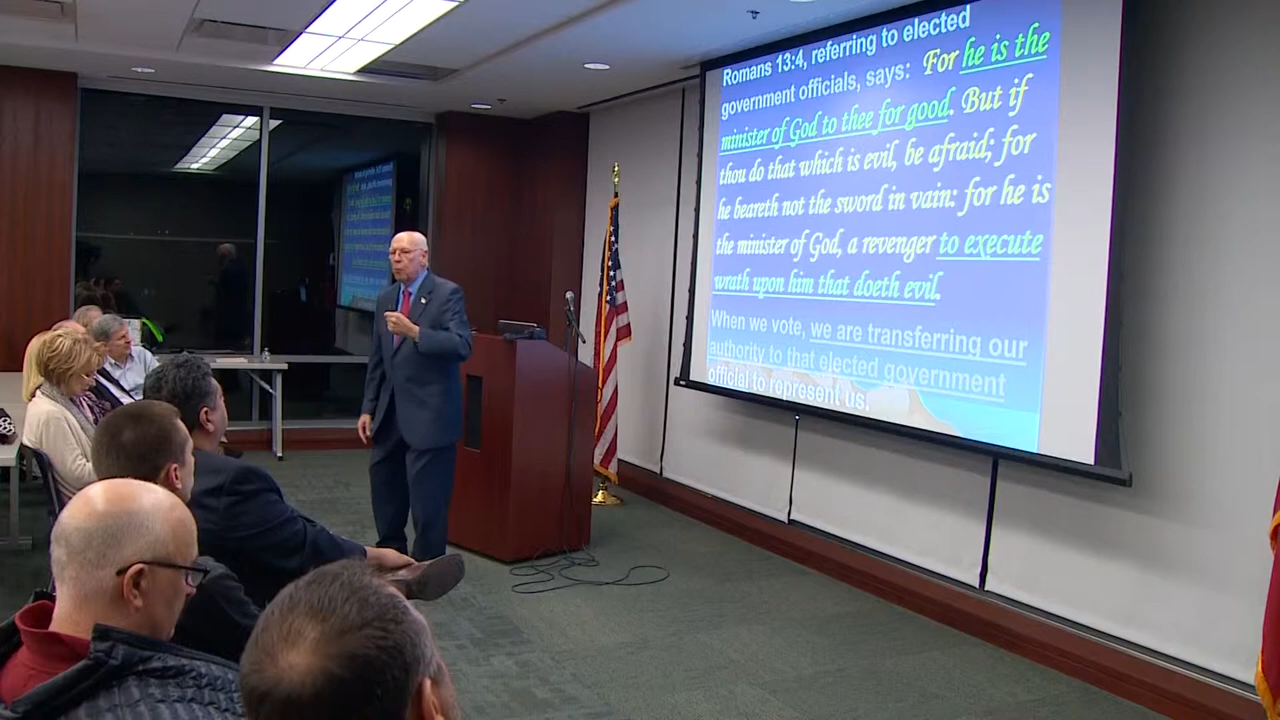 Romans 13:4, referring to elected
government officials, says: For he is the
minister of God to thee for good. But if
thou do that which is evil, be afraid; for
he beareth not the sword in vain: for he is
the minister of God, a revenger to execute
wrath upon him that doeth evil.
When we vote, we are transferring our
authority to that elected government
official to represent us.